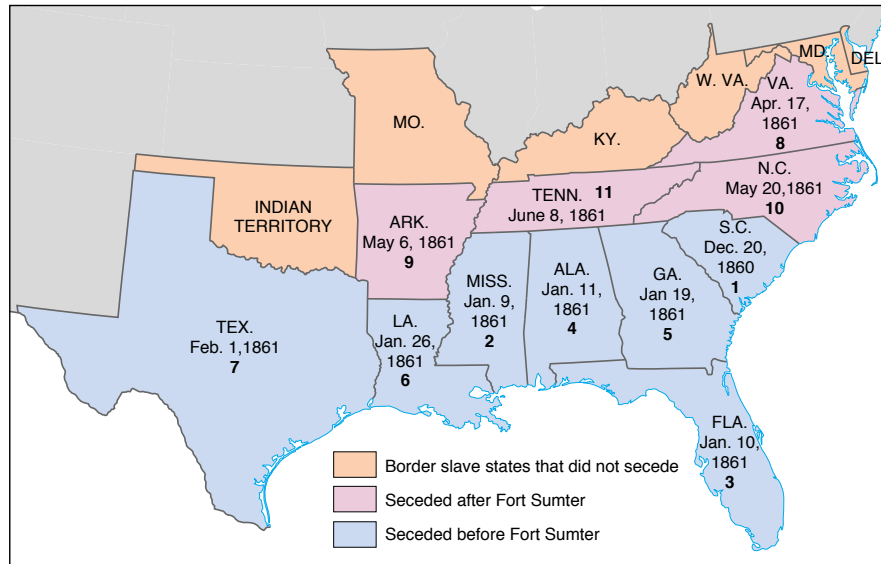 MD.
DEL.
W. VA.
VA.
Apr. 17,
1861
8
MO.
KY.
N.C.
May 20,1861
10
TENN. 11
June 8, 1861
INDIAN
TERRITORY
ARK.
May 6, 1861
9
S.C.
Dec. 20,
1860
1
MISS.
Jan. 9,
1861
2
ALA.
Jan. 11,
1861
4
GA.
Jan 19,
1861
5
TEX.
Feb. 1,1861
7
LA.
Jan. 26,
1861
6
FLA.
Jan. 10,
1861
3
Border slave states that did not secede
Seceded after Fort Sumter
Seceded before Fort Sumter